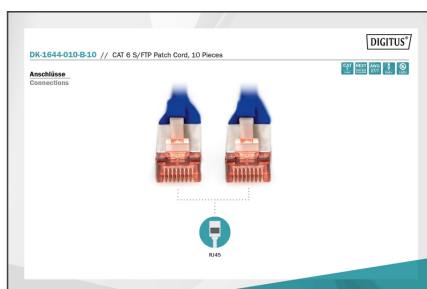 DIGITUS®
DK-1644-010-B-10 // CAT 6 S/FTP Patch Cord, 10 Pieces
Anschlüsse
Connections
RJ45